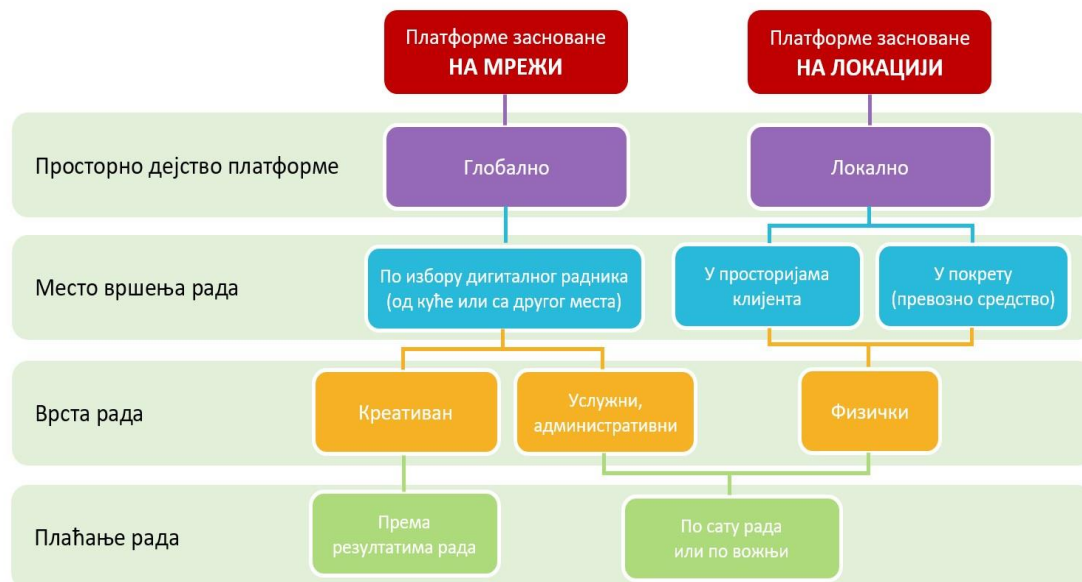 Платформе засноване
НА МРЕЖИ
Платформе засноване
НА ЛОКАЦИЈИ
Просторно дејство платформе
Глобално
Локално
Место вршења рада
По избору дигиталног радника
(од куће или са другог места)
У просторијама
клијента
У покрету
(превозно средство)
Врста рада
Креативан
Услужни,
административни
Физички
Плаћање рада
Према
резултатима рада
По сату рада
или по вожњи